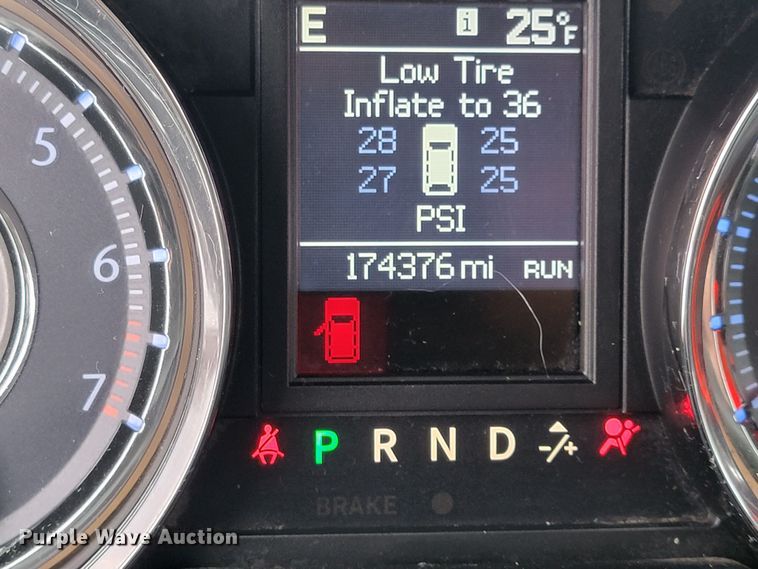 E i 25°F
Low Tire
Inflate to 36
28 25
27 25
PSI
174376 mi RUN
5
6
7
P R N D -/+
BRAKE
Purple Wave Auction